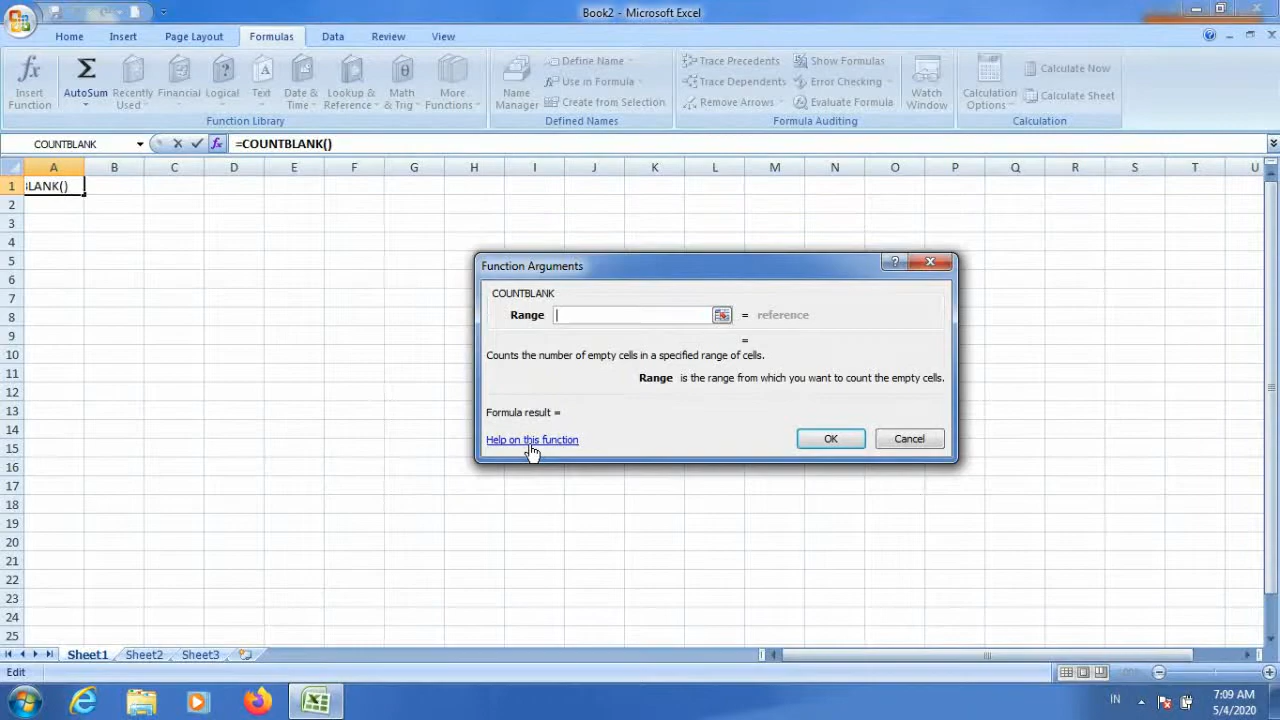 Book2 - Microsoft Excel
Home Insert Page Layout Formulas Data Review View
Insert Function
AutoSum
Recently Used
Financial
Logical
Text
Date & Time
Lookup & Reference
Math & Trig
More Functions
Function Library
Name Manager
Define Name
Use in Formula
Create from Selection
Defined Names
Trace Precedents
Trace Dependents
Remove Arrows
Show Formulas
Error Checking
Evaluate Formula
Formula Auditing
Watch Window
Calculation Options
Calculate Now
Calculate Sheet
Calculation
COUNTBLANK fx =COUNTBLANK()
A B C D E F G H I J K L M N O P Q R S T U
1 LANK()
2
3
4
5
6
7
8
9
10
11
12
13
14
15
16
17
18
19
20
21
22
23
24
25
Function Arguments
COUNTBLANK
Range = reference
=
Counts the number of empty cells in a specified range of cells.
Range is the range from which you want to count the empty cells.
Formula result =
Help on this function
OK Cancel
Sheet1 Sheet2 Sheet3
Edit
IN
7:09 AM
5/4/2020